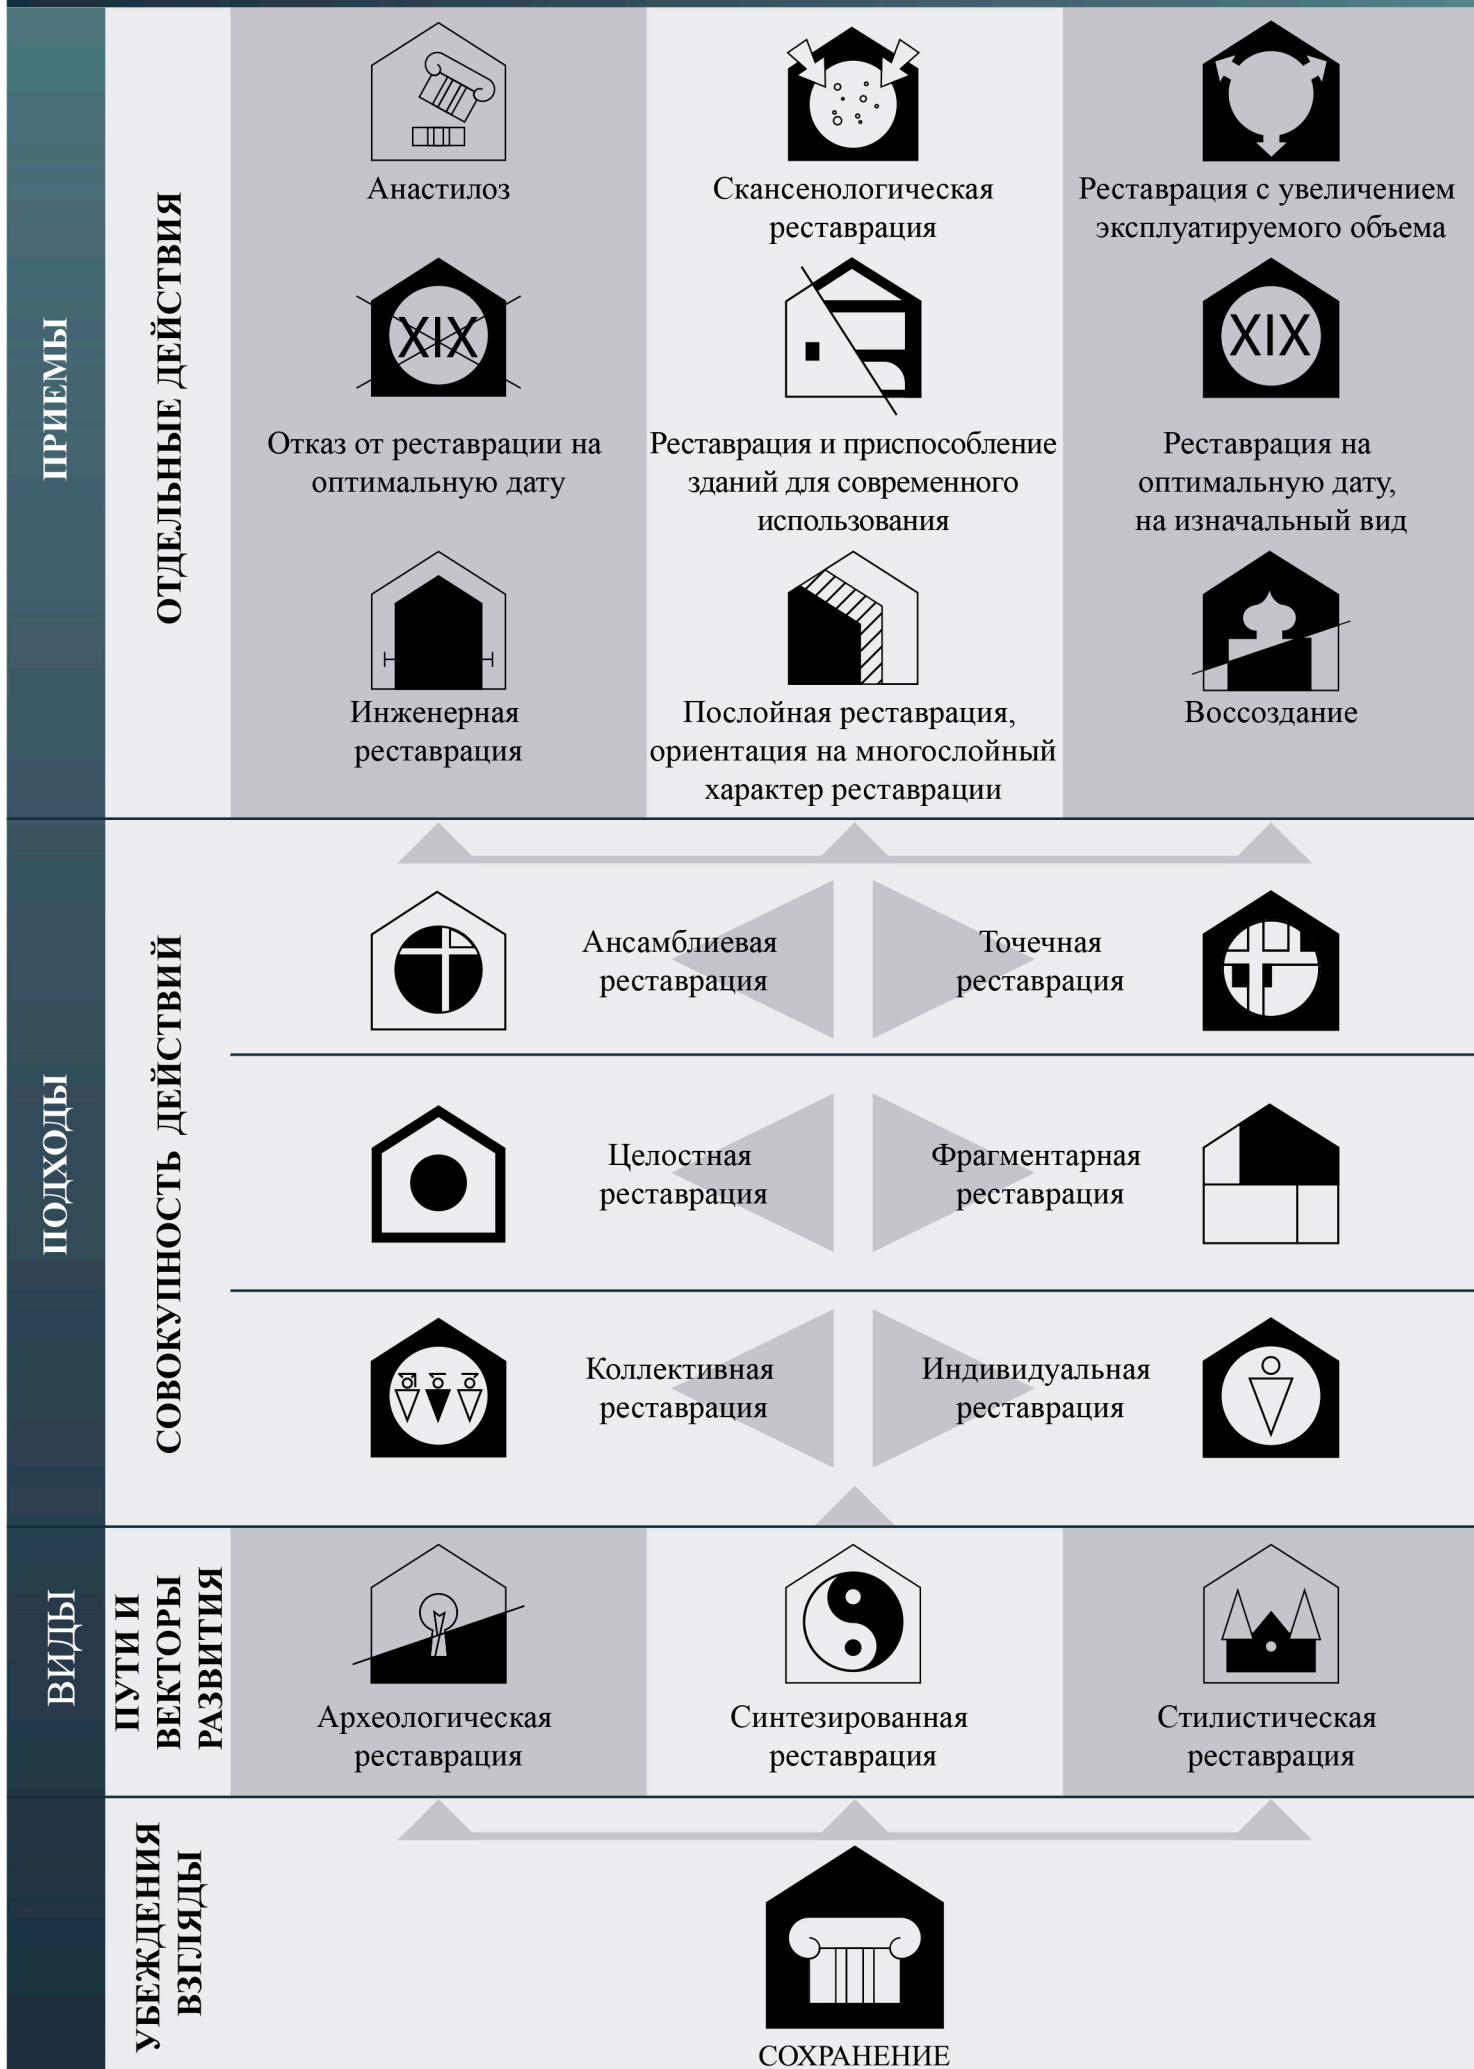 ПРИЕМЫ
ОТДЕЛЬНЫЕ ДЕЙСТВИЯ
Анастилоз
Скансенологическая
реставрация
Реставрация с увеличением
эксплуатируемого объема
XIX
XIX
Отказ от реставрации на
оптимальную дату
Реставрация и приспособление
зданий для современного
использования
Реставрация на
оптимальную дату,
на изначальный вид
Инженерная
реставрация
Послойная реставрация,
ориентация на многослойный
характер реставрации
Воссоздание
ПОДХОДЫ
СОВОКУПНОСТЬ ДЕЙСТВИЙ
Ансамблиевая
реставрация
Точечная
реставрация
Целостная
реставрация
Фрагментарная
реставрация
Коллективная
реставрация
Индивидуальная
реставрация
ВИДЫ
ПУТИ И
ВЕКТОРЫ
РАЗВИТИЯ
Археологическая
реставрация
Синтезированная
реставрация
Стилистическая
реставрация
УБЕЖДЕНИЯ
ВЗГЛЯДЫ
СОХРАНЕНИЕ